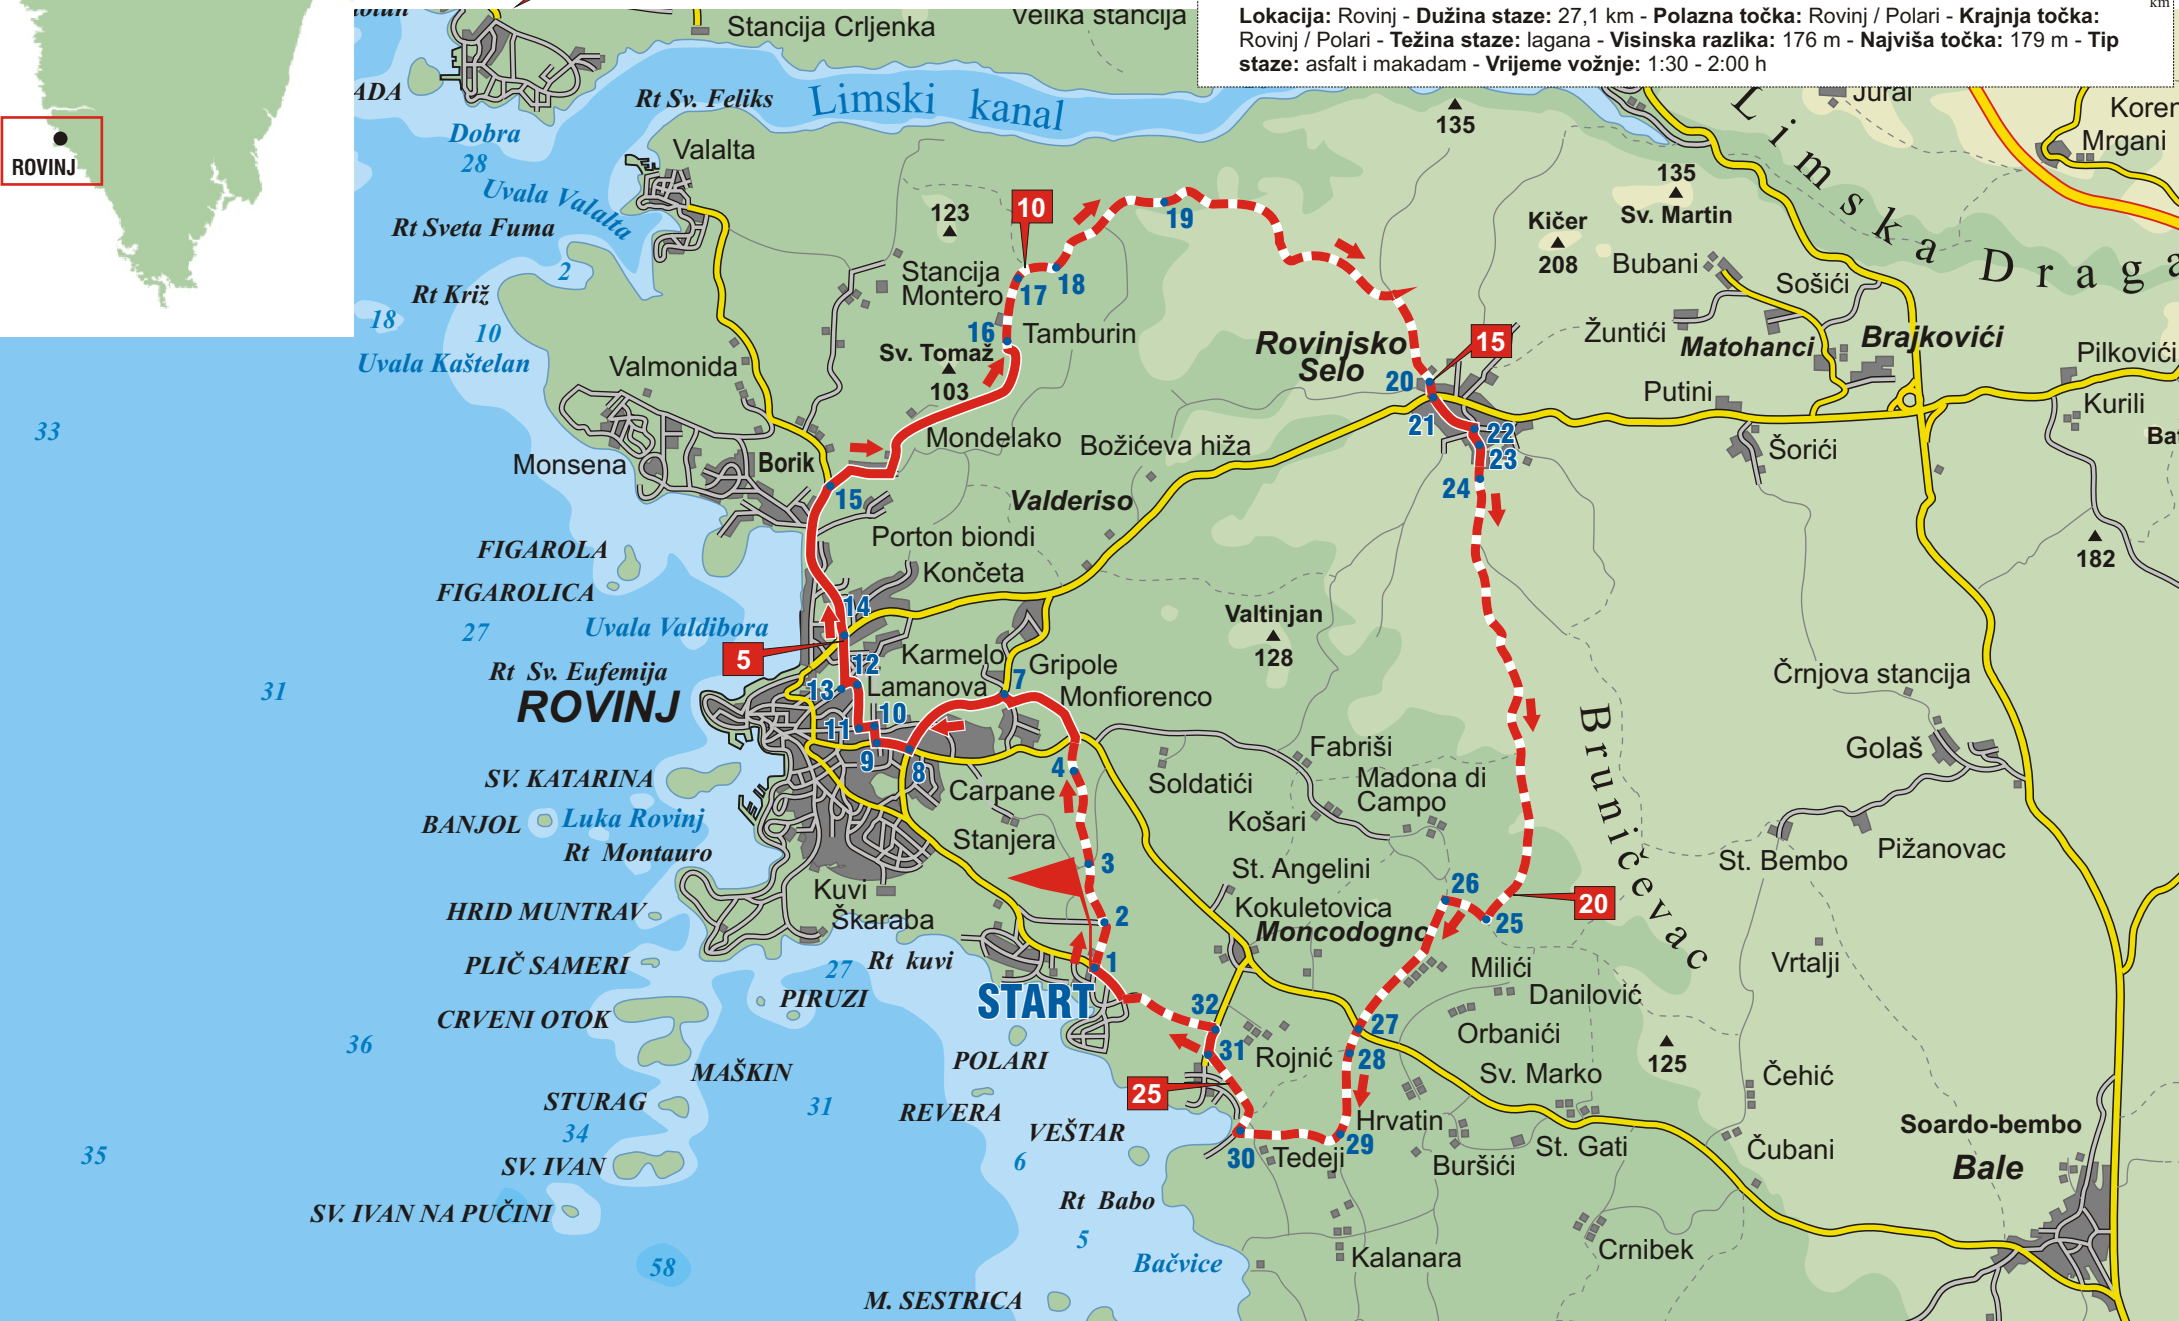 ROVINJ
Stancija Crljenka
Velika stancija
km
Lokacija: Rovinj - Dužina staze: 27,1 km - Polazna točka: Rovinj / Polari - Krajnja točka:
Rovinj / Polari - Težina staze: lagana - Visinska razlika: 176 m - Najviša točka: 179 m - Tip
staze: asfalt i makadam - Vrijeme vožnje: 1:30 - 2:00 h
ADA
Rt Sv. Feliks
Limski kanal
135
Jural
Koren
Mrgani
Limska Draga
Dobra
28
Valalta
Uvala Valalta
Rt Sveta Fuma
2
Rt Križ
18
10
Uvala Kaštelan
123
10
19
Stancija
Montero
17
18
16
Tamburin
Sv. Tomaž
103
135
Sv. Martin
Kičer
208
Bubani
Sošići
Žuntići
Matohanci
Brajkovići
Pilkovići
Rovinjsko
Selo
15
20
21
22
23
24
Putini
Kurili
Šorići
Bat
182
Valmonida
33
Monsena
Borik
15
Mondelako
Božićeva hiža
Valderiso
Porton biondi
Končeta
FIGAROLA
FIGAROLICA
27
Uvala Valdibora
14
5
Rt Sv. Eufemija
31
ROVINJ
12
13
Karmelo
Lamanova
Gripole
7
Monfiorenco
10
11
9
8
4
Valtinjan
128
Črnjova stancija
Bruničevac
Golaš
Fabriši
Soldatići
Madona di
Campo
Košari
SV. KATARINA
BANJOL
Luka Rovinj
Rt Montauro
Carpane
Stanjera
3
St. Angelini
St. Bembo
Pižanovac
Kuvi
Škaraba
HRID MUNTRAV
2
Kokuletovica
Moncodogno
26
25
20
PLIČ SAMERI
27
Rt kuvi
1
START
PIRUZI
CRVENI OTOK
36
Milići
Danilović
Vrtalji
32
27
Orbanići
31
Rojnić
28
125
POLARI
MAŠKIN
Sv. Marko
Čehić
25
STURAG
31
REVERA
34
VEŠTAR
Hrvatin
29
30
Tedeji
Buršići
St. Gati
Čubani
Soardo-bembo
Bale
35
SV. IVAN
6
SV. IVAN NA PUČINI
Rt Babo
5
58
Bačvice
Kalanara
Crnibek
M. SESTRICA